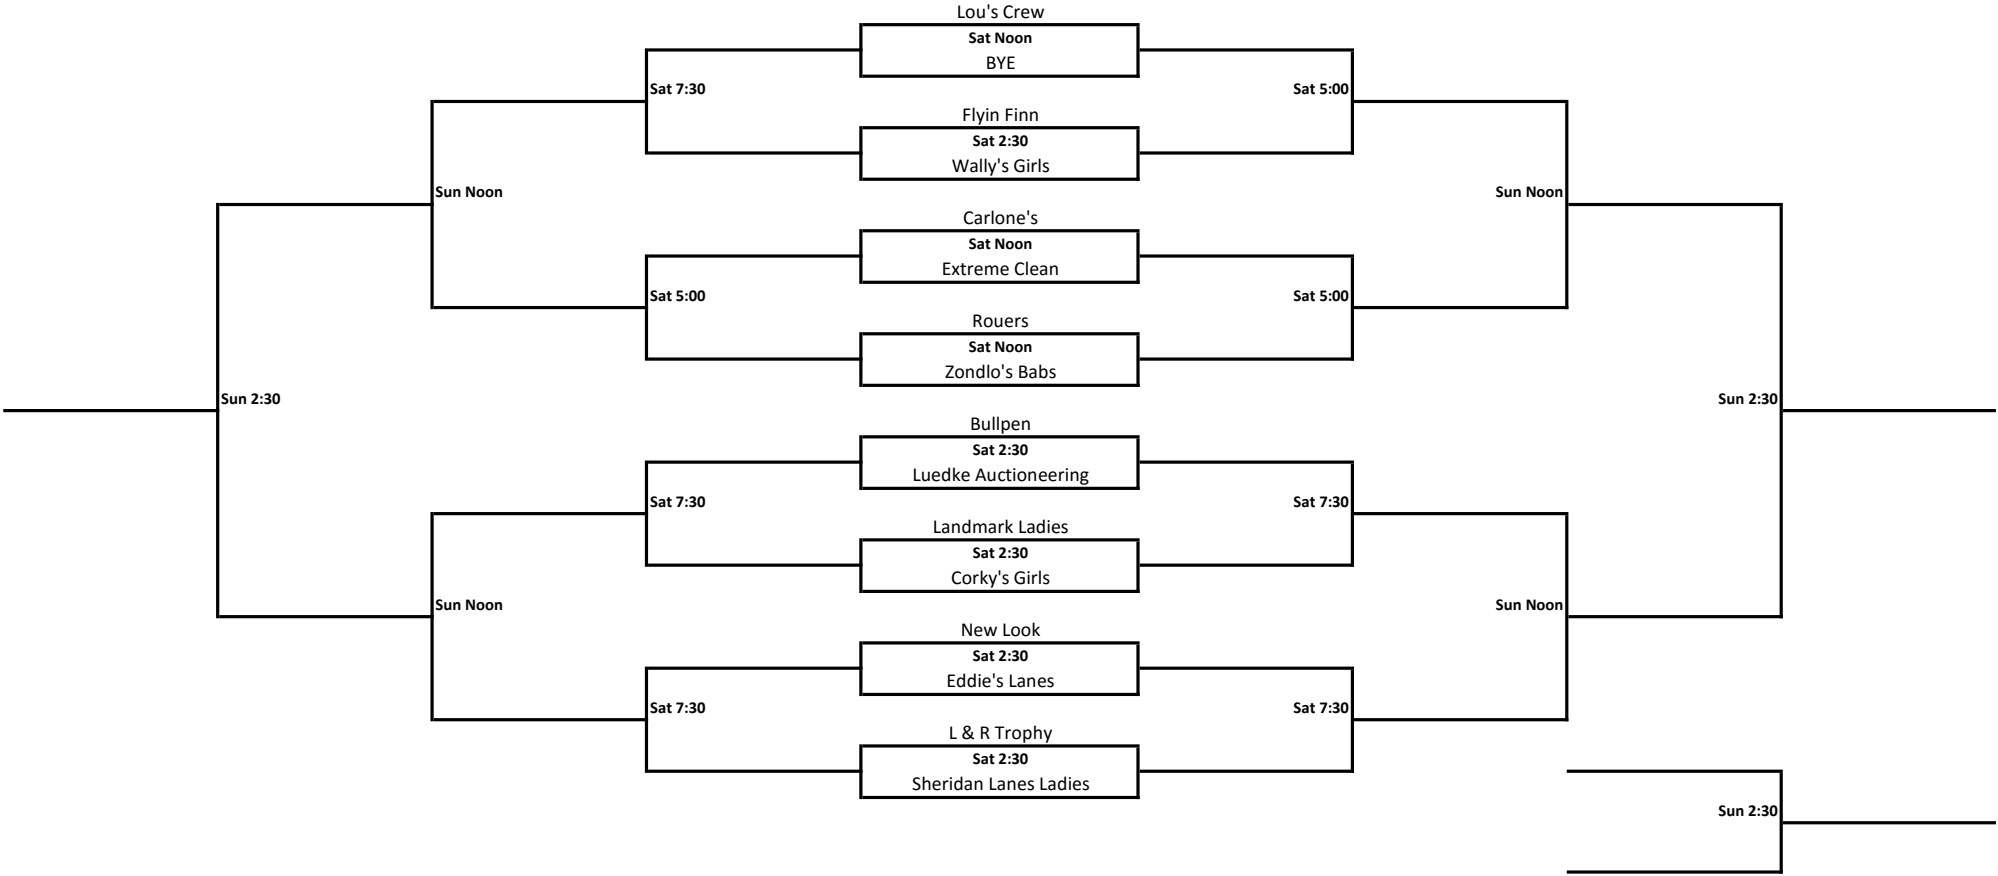 Lou's Crew
Sat Noon
BYE
Sat 7:30
Sat 5:00
Flyin Finn
Sat 2:30
Wally's Girls
Sun Noon
Sun Noon
Carlone's
Sat Noon
Extreme Clean
Sat 5:00
Sat 5:00
Rouers
Sat Noon
Zondlo's Babs
Sun 2:30
Sun 2:30
Bullpen
Sat 2:30
Luedke Auctioneering
Sat 7:30
Sat 7:30
Landmark Ladies
Sat 2:30
Corky's Girls
Sun Noon
Sun Noon
New Look
Sat 2:30
Eddie's Lanes
Sat 7:30
Sat 7:30
L & R Trophy
Sat 2:30
Sheridan Lanes Ladies
Sun 2:30